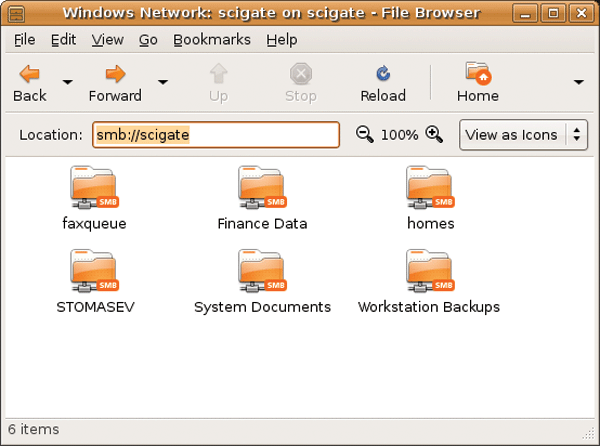 Windows Network: scigate on scigate - File Browser
File Edit View Go Bookmarks Help
Back Forward Up Stop Reload Home
Location: smb://scigate 100% View as Icons
SMB SMB SMB
faxqueue Finance Data homes
SMB SMB SMB
STOMASEV System Documents Workstation Backups
6 items